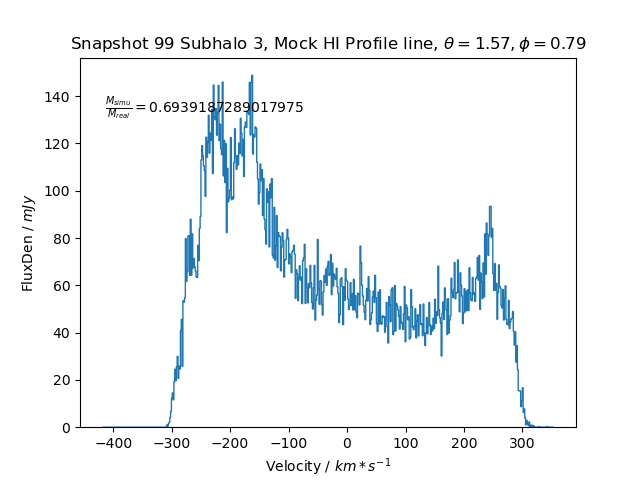 Snapshot 99 Subhalo 3, Mock HI Profile line, θ = 1.57, ϕ = 0.79
M_simu/M_real = 0.6939187289017975
FluxDen / mJy
140
120
100
80
60
40
20
0
−400 −300 −200 −100 0 100 200 300
Velocity / km * s⁻¹